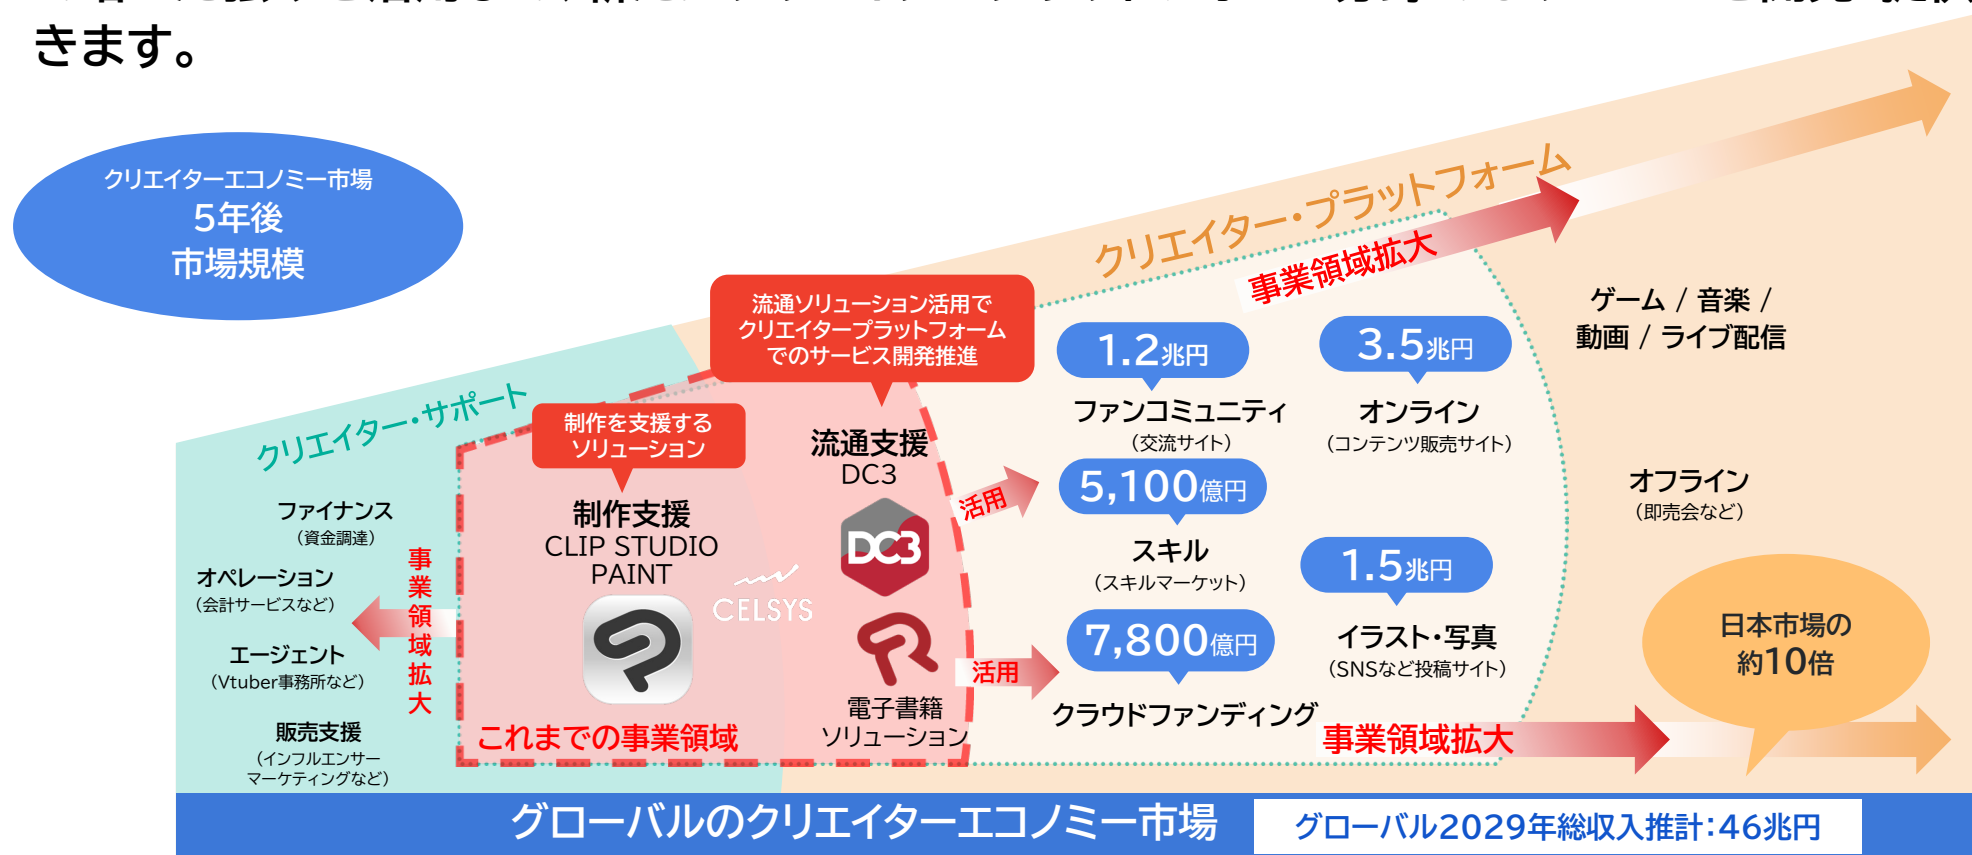 きます。
クリエイターエコノミー市場
5年後
市場規模
クリエイター・プラットフォーム
事業領域拡大
流通ソリューション活用で
クリエイタープラットフォーム
でのサービス開発推進
ゲーム / 音楽 /
動画 / ライブ配信
1.2兆円
ファンコミュニティ
(交流サイト)
3.5兆円
オンライン
(コンテンツ販売サイト)
クリエイター・サポート
制作を支援する
ソリューション
流通支援
DC3
DC3
制作支援
CLIP STUDIO
PAINT
CELSYS
電子書籍
ソリューション
これまでの事業領域
ファイナンス
(資金調達)
オペレーション
(会計サービスなど)
エージェント
(Vtuber事務所など)
販売支援
(インフルエンサー
マーケティングなど)
事業領域拡大
活用
活用
5,100億円
スキル
(スキルマーケット)
7,800億円
クラウドファンディング
1.5兆円
イラスト・写真
(SNSなど投稿サイト)
オフライン
(即売会など)
日本市場の
約10倍
事業領域拡大
グローバルのクリエイターエコノミー市場
グローバル2029年総収入推計:46兆円